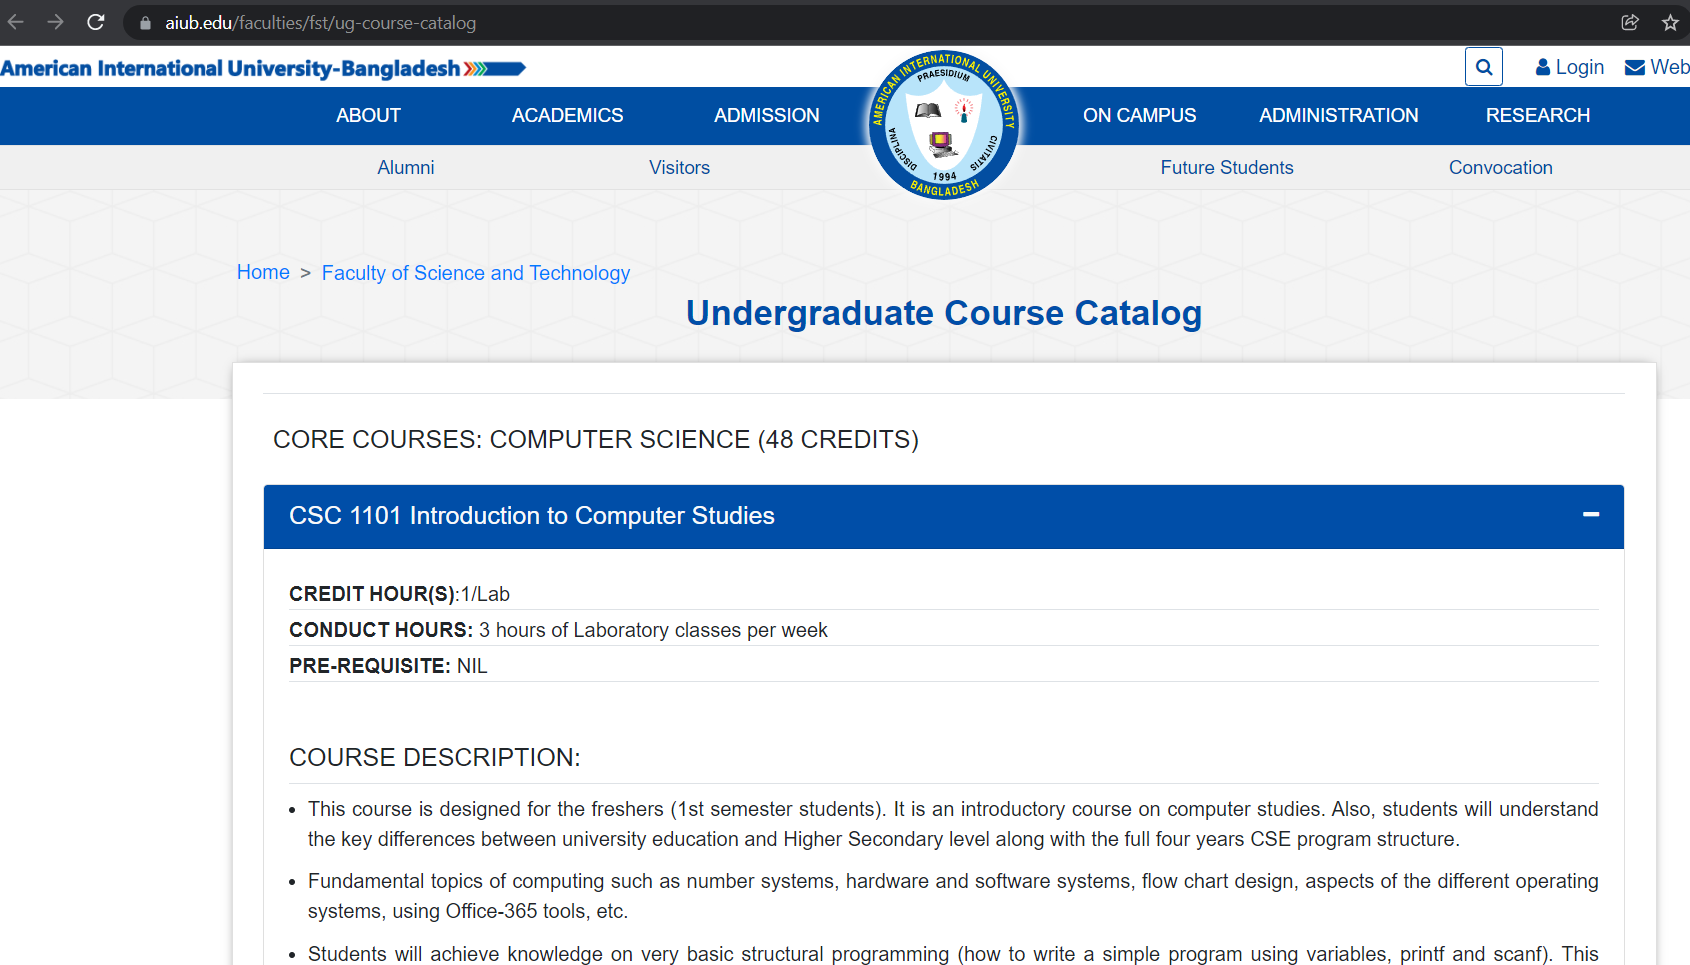 aiub.edu/faculties/fst/ug-course-catalog
American International University-Bangladesh
Login
Web
ABOUT
ACADEMICS
ADMISSION
ON CAMPUS
ADMINISTRATION
RESEARCH
AMERICAN INTERNATIONAL UNIVERSITY
PRAESIDIUM
DISCIPLINA
CIVITATIS
1994
BANGLADESH
Alumni
Visitors
Future Students
Convocation
Home > Faculty of Science and Technology
Undergraduate Course Catalog
CORE COURSES: COMPUTER SCIENCE (48 CREDITS)
CSC 1101 Introduction to Computer Studies
CREDIT HOUR(S):1/Lab
CONDUCT HOURS: 3 hours of Laboratory classes per week
PRE-REQUISITE: NIL
COURSE DESCRIPTION:
• This course is designed for the freshers (1st semester students). It is an introductory course on computer studies. Also, students will understand
the key differences between university education and Higher Secondary level along with the full four years CSE program structure.
• Fundamental topics of computing such as number systems, hardware and software systems, flow chart design, aspects of the different operating
systems, using Office-365 tools, etc.
• Students will achieve knowledge on very basic structural programming (how to write a simple program using variables, printf and scanf). This